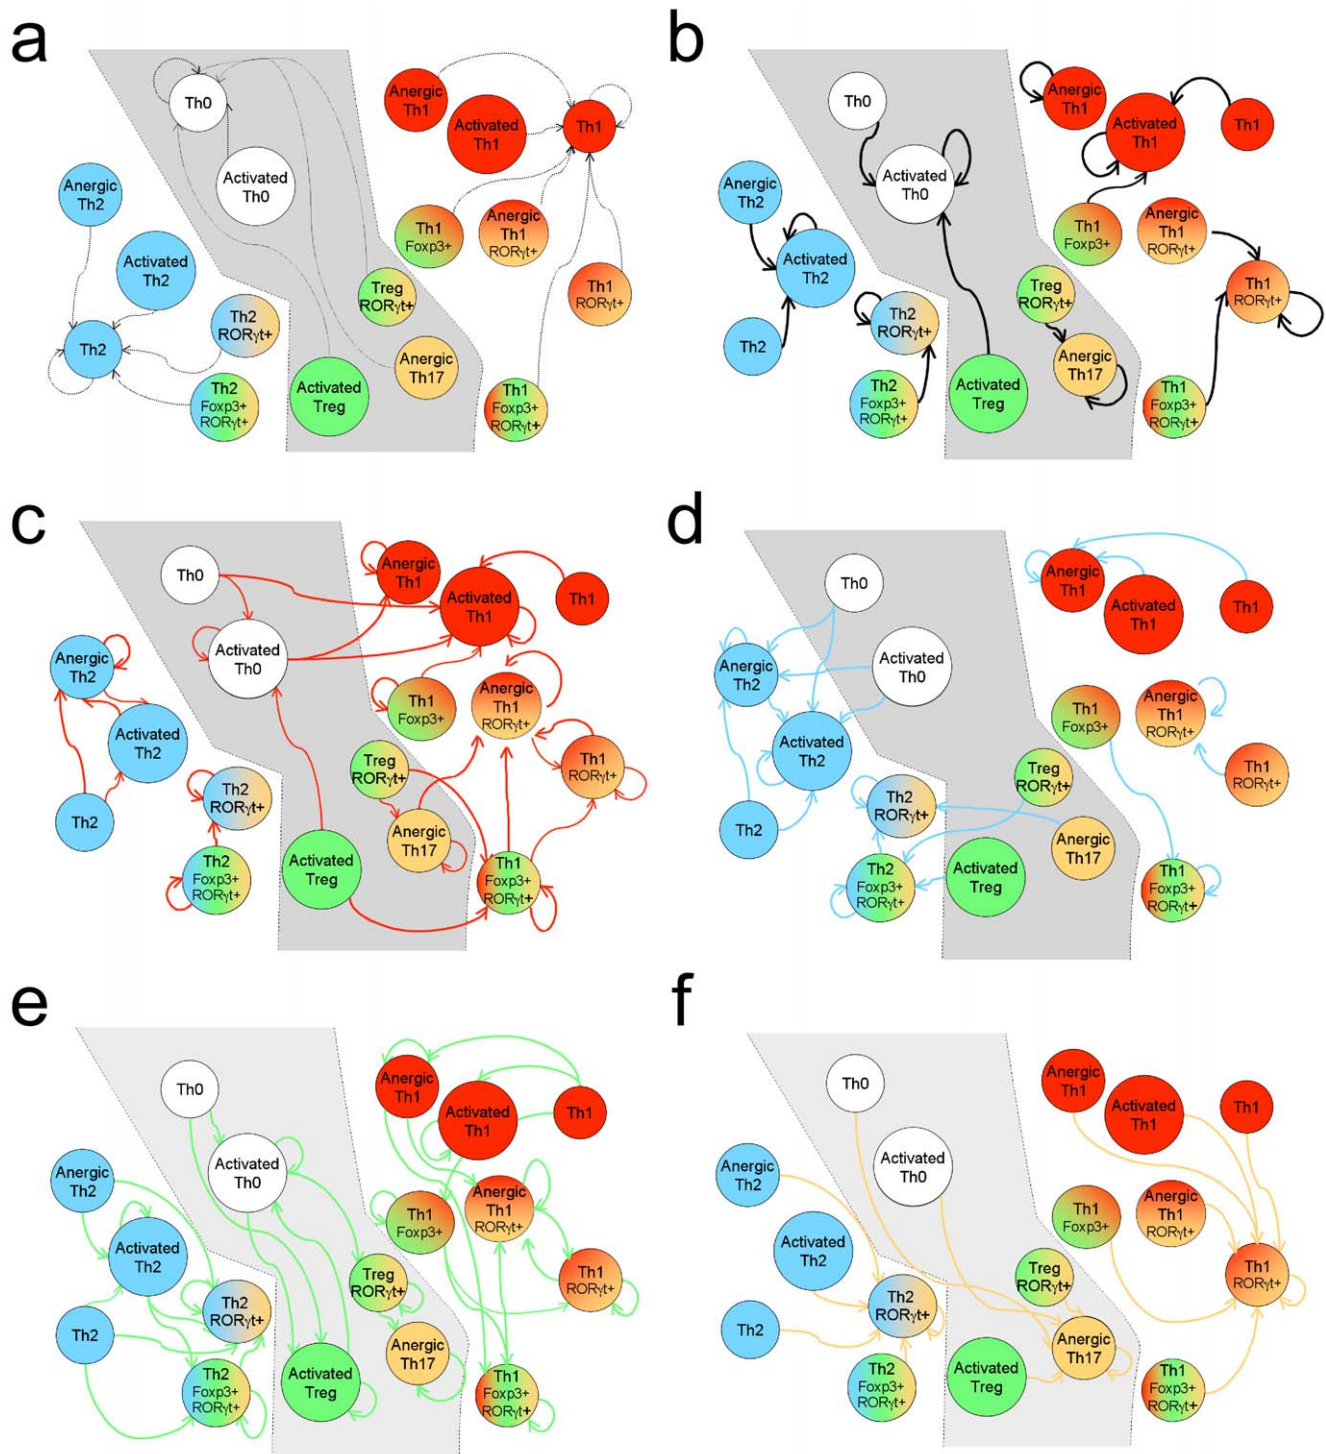 a
Th0
Anergic
Th1
Activated
Th1
Th1
Activated
Th0
Anergic
Th2
Activated
Th2
Th1
Foxp3+
Anergic
Th1
RORγt+
Treg
RORγt+
Th1
RORγt+
Th2
RORγt+
Th2
Anergic
Th17
Activated
Treg
Th2
Foxp3+
RORγt+
Th1
Foxp3+
RORγt+
b
Th0
Anergic
Th1
Activated
Th1
Th1
Activated
Th0
Anergic
Th2
Activated
Th2
Th1
Foxp3+
Anergic
Th1
RORγt+
Treg
RORγt+
Th1
RORγt+
Th2
RORγt+
Th2
Anergic
Th17
Activated
Treg
Th2
Foxp3+
RORγt+
Th1
Foxp3+
RORγt+
c
Th0
Anergic
Th1
Activated
Th1
Th1
Activated
Th0
Anergic
Th2
Activated
Th2
Th1
Foxp3+
Anergic
Th1
RORγt+
Treg
RORγt+
Th1
RORγt+
Th2
RORγt+
Th2
Anergic
Th17
Activated
Treg
Th2
Foxp3+
RORγt+
Th1
Foxp3+
RORγt+
d
Th0
Anergic
Th1
Activated
Th1
Th1
Activated
Th0
Anergic
Th2
Activated
Th2
Th1
Foxp3+
Anergic
Th1
RORγt+
Treg
RORγt+
Th1
RORγt+
Th2
RORγt+
Th2
Anergic
Th17
Activated
Treg
Th2
Foxp3+
RORγt+
Th1
Foxp3+
RORγt+
e
Th0
Anergic
Th1
Activated
Th1
Th1
Activated
Th0
Anergic
Th2
Activated
Th2
Th1
Foxp3+
Anergic
Th1
RORγt+
Treg
RORγt+
Th1
RORγt+
Th2
RORγt+
Th2
Anergic
Th17
Activated
Treg
Th2
Foxp3+
RORγt+
Th1
Foxp3+
RORγt+
f
Th0
Anergic
Th1
Activated
Th1
Th1
Activated
Th0
Anergic
Th2
Activated
Th2
Th1
Foxp3+
Anergic
Th1
RORγt+
Treg
RORγt+
Th1
RORγt+
Th2
RORγt+
Th2
Anergic
Th17
Activated
Treg
Th2
Foxp3+
RORγt+
Th1
Foxp3+
RORγt+